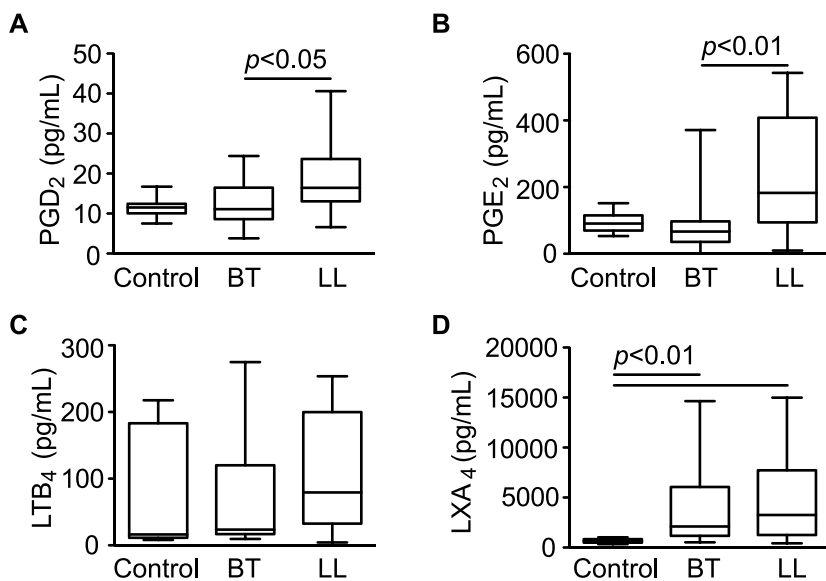 A
PGD2 (pg/mL)
50
40
30
20
10
0
p<0.05
Control BT LL
B
PGE2 (pg/mL)
600
400
200
0
p<0.01
Control BT LL
C
LTB4 (pg/mL)
300
200
100
0
Control BT LL
D
LXA4 (pg/mL)
20000
15000
10000
5000
0
p<0.01
Control BT LL